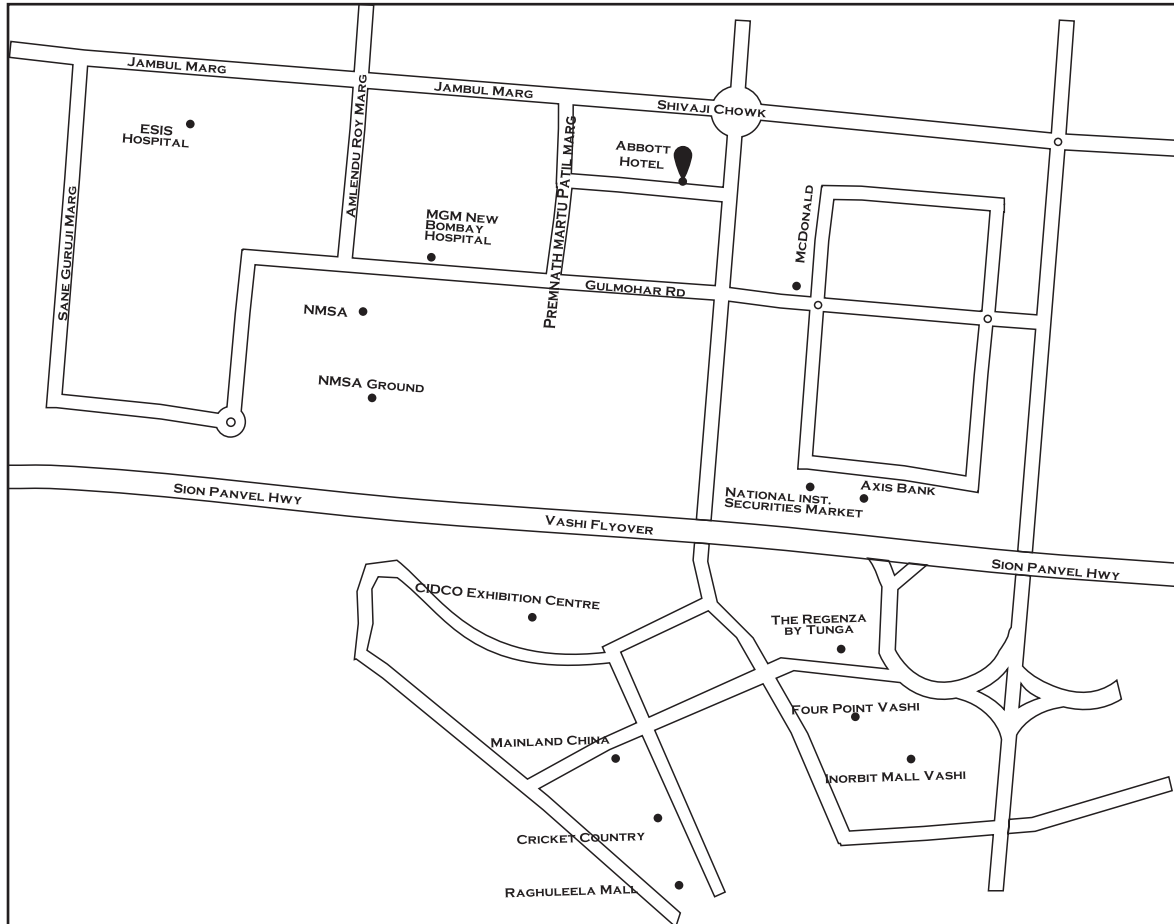 Jambul Marg
Jambul Marg
Shivaji Chowk
ESIS
Hospital
Amlendu Roy Marg
Premnath Martu Patil Marg
Abbott
Hotel
Sane Guruji Marg
MGM New
Bombay
Hospital
McDonald
Gulmohar Rd
NMSA
NMSA Ground
Sion Panvel Hwy
Vashi Flyover
National Inst.
Securities Market
Axis Bank
Sion Panvel Hwy
CIDCO Exhibition Centre
The Regenza
by Tunga
Four Point Vashi
Mainland China
Inorbit Mall Vashi
Cricket Country
Raghuleela Mall